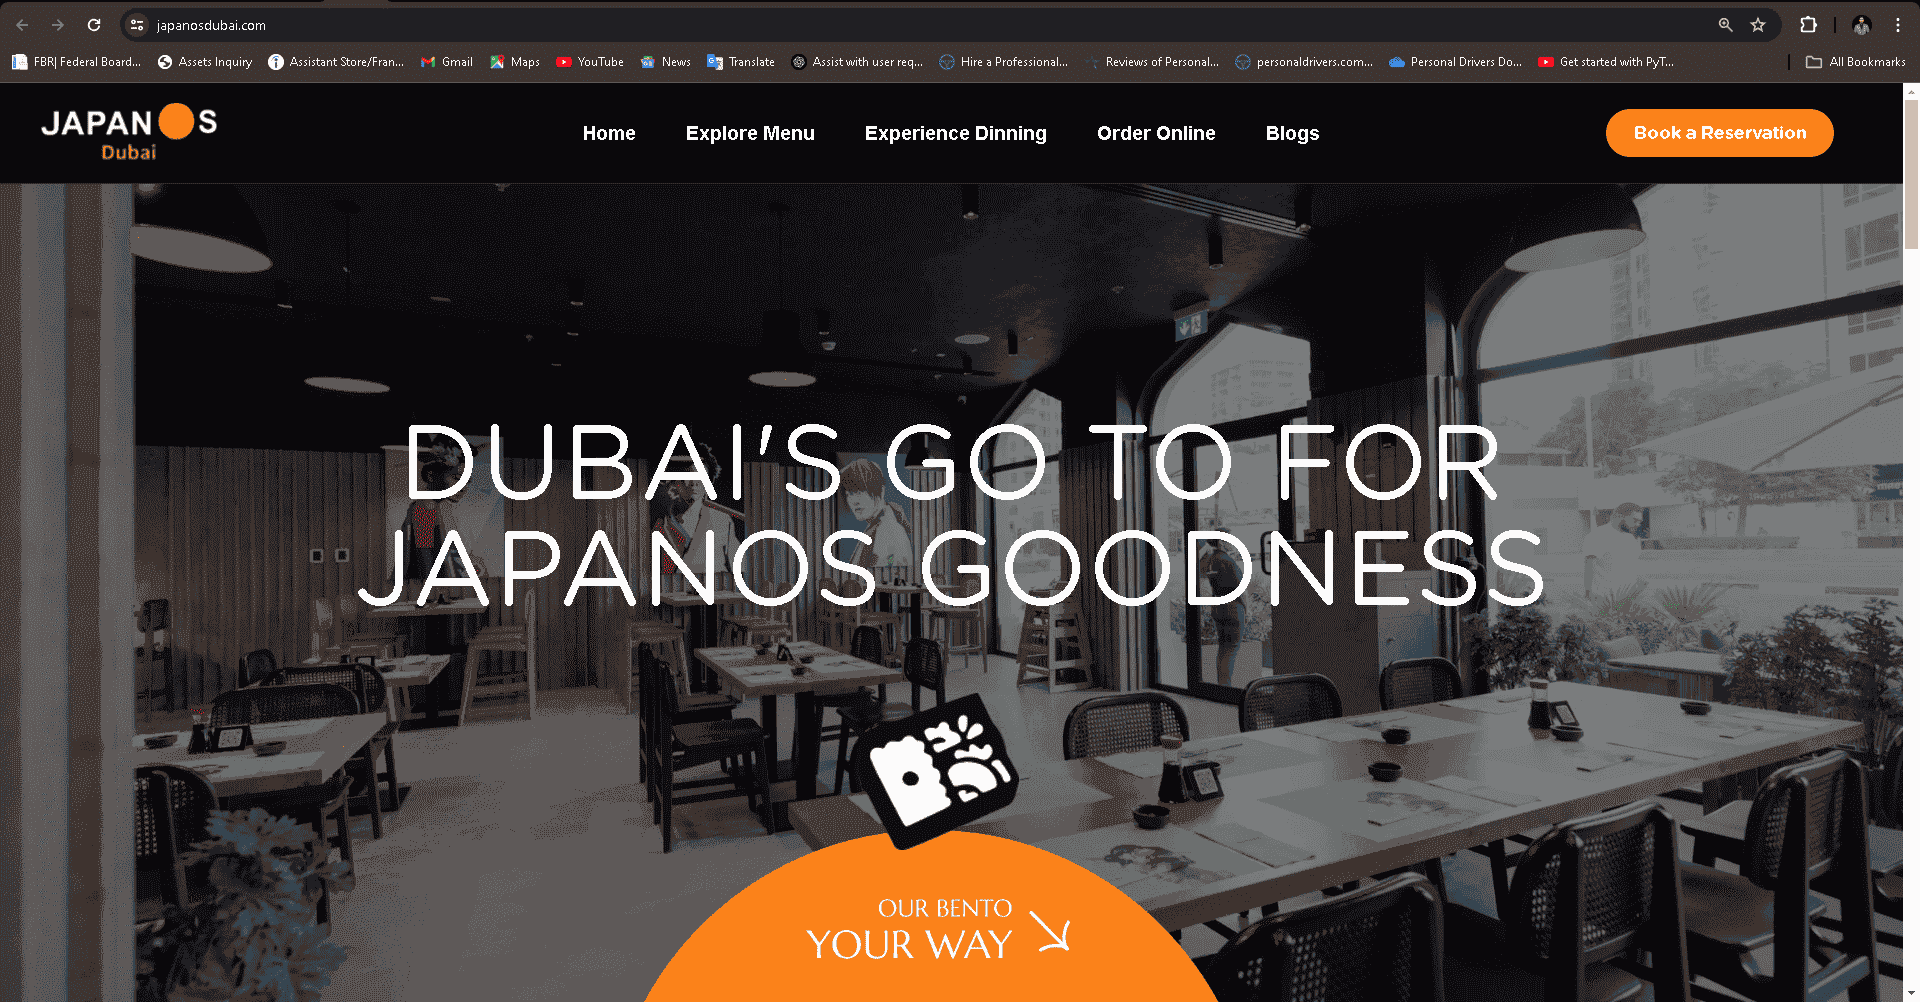 japanosdubai.com
FBR| Federal Board...
Assets Inquiry
Assistant Store/Fran...
Gmail
Maps
YouTube
News
Translate
Assist with user req...
Hire a Professional...
Reviews of Personal...
personaldrivers.com...
Personal Drivers Do...
Get started with PyT...
All Bookmarks
JAPANOS
Dubai
Home
Explore Menu
Experience Dinning
Order Online
Blogs
Book a Reservation
DUBAI'S GO TO FOR
JAPANOS GOODNESS
OUR BENTO
YOUR WAY